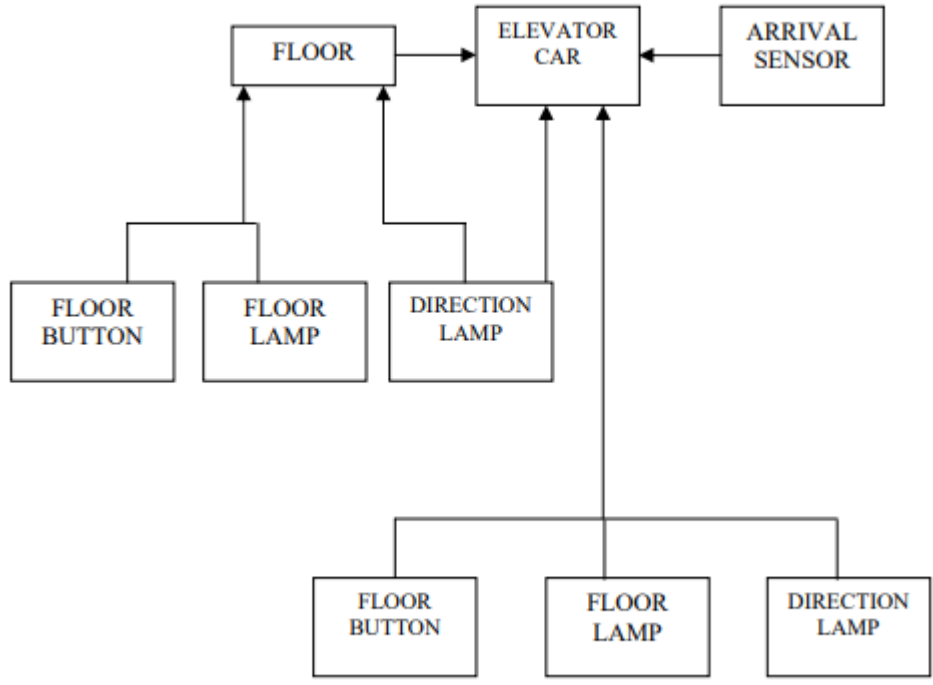 FLOOR
ELEVATOR
CAR
ARRIVAL
SENSOR
FLOOR
BUTTON
FLOOR
LAMP
DIRECTION
LAMP
FLOOR
BUTTON
FLOOR
LAMP
DIRECTION
LAMP